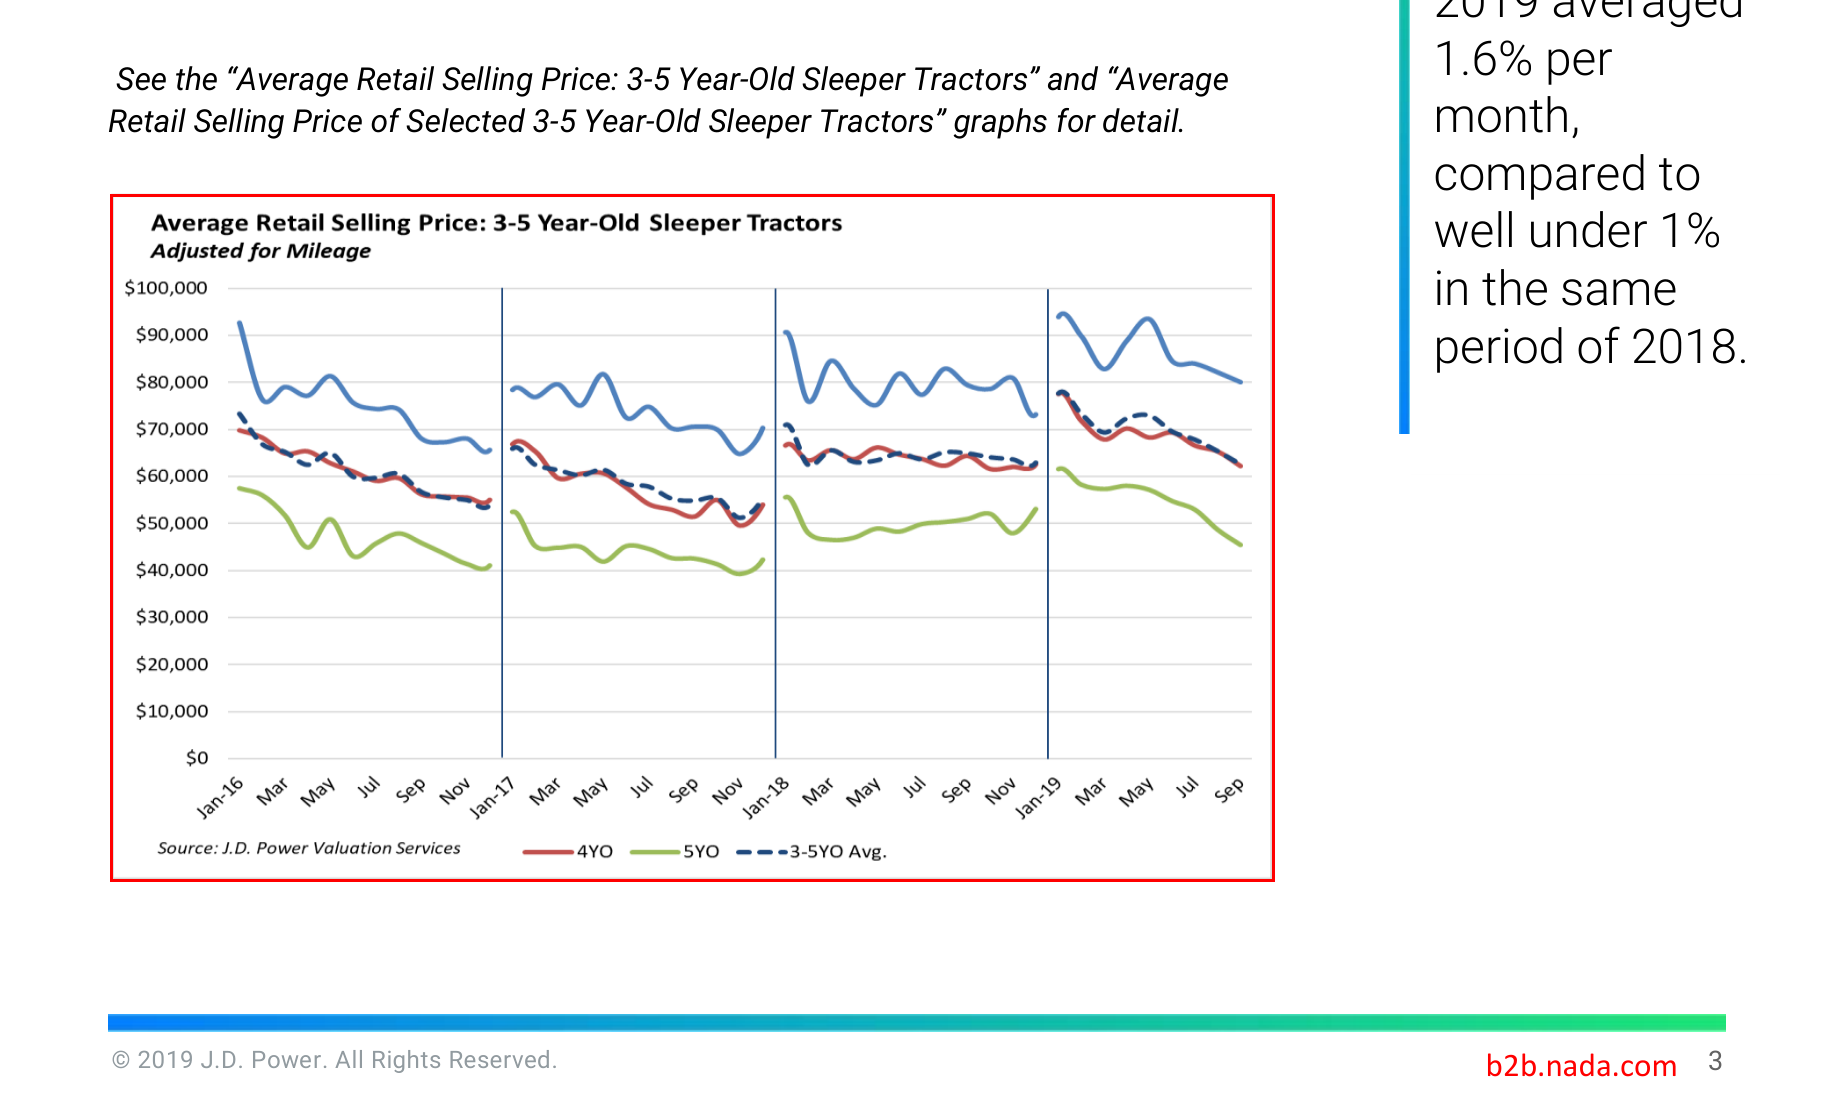 See the “Average Retail Selling Price: 3-5 Year-Old Sleeper Tractors” and “Average
Retail Selling Price of Selected 3-5 Year-Old Sleeper Tractors” graphs for detail.
2019 averaged
1.6% per
month,
compared to
well under 1%
in the same
period of 2018.
Average Retail Selling Price: 3-5 Year-Old Sleeper Tractors
Adjusted for Mileage
$100,000
$90,000
$80,000
$70,000
$60,000
$50,000
$40,000
$30,000
$20,000
$10,000
$0
Jan-16 Mar May Jul Sep Nov Jan-17 Mar May Jul Sep Nov Jan-18 Mar May Jul Sep Nov Jan-19 Mar May Jul Sep
Source: J.D. Power Valuation Services 4YO 5YO 3-5YO Avg.
© 2019 J.D. Power. All Rights Reserved.
b2b.nada.com 3